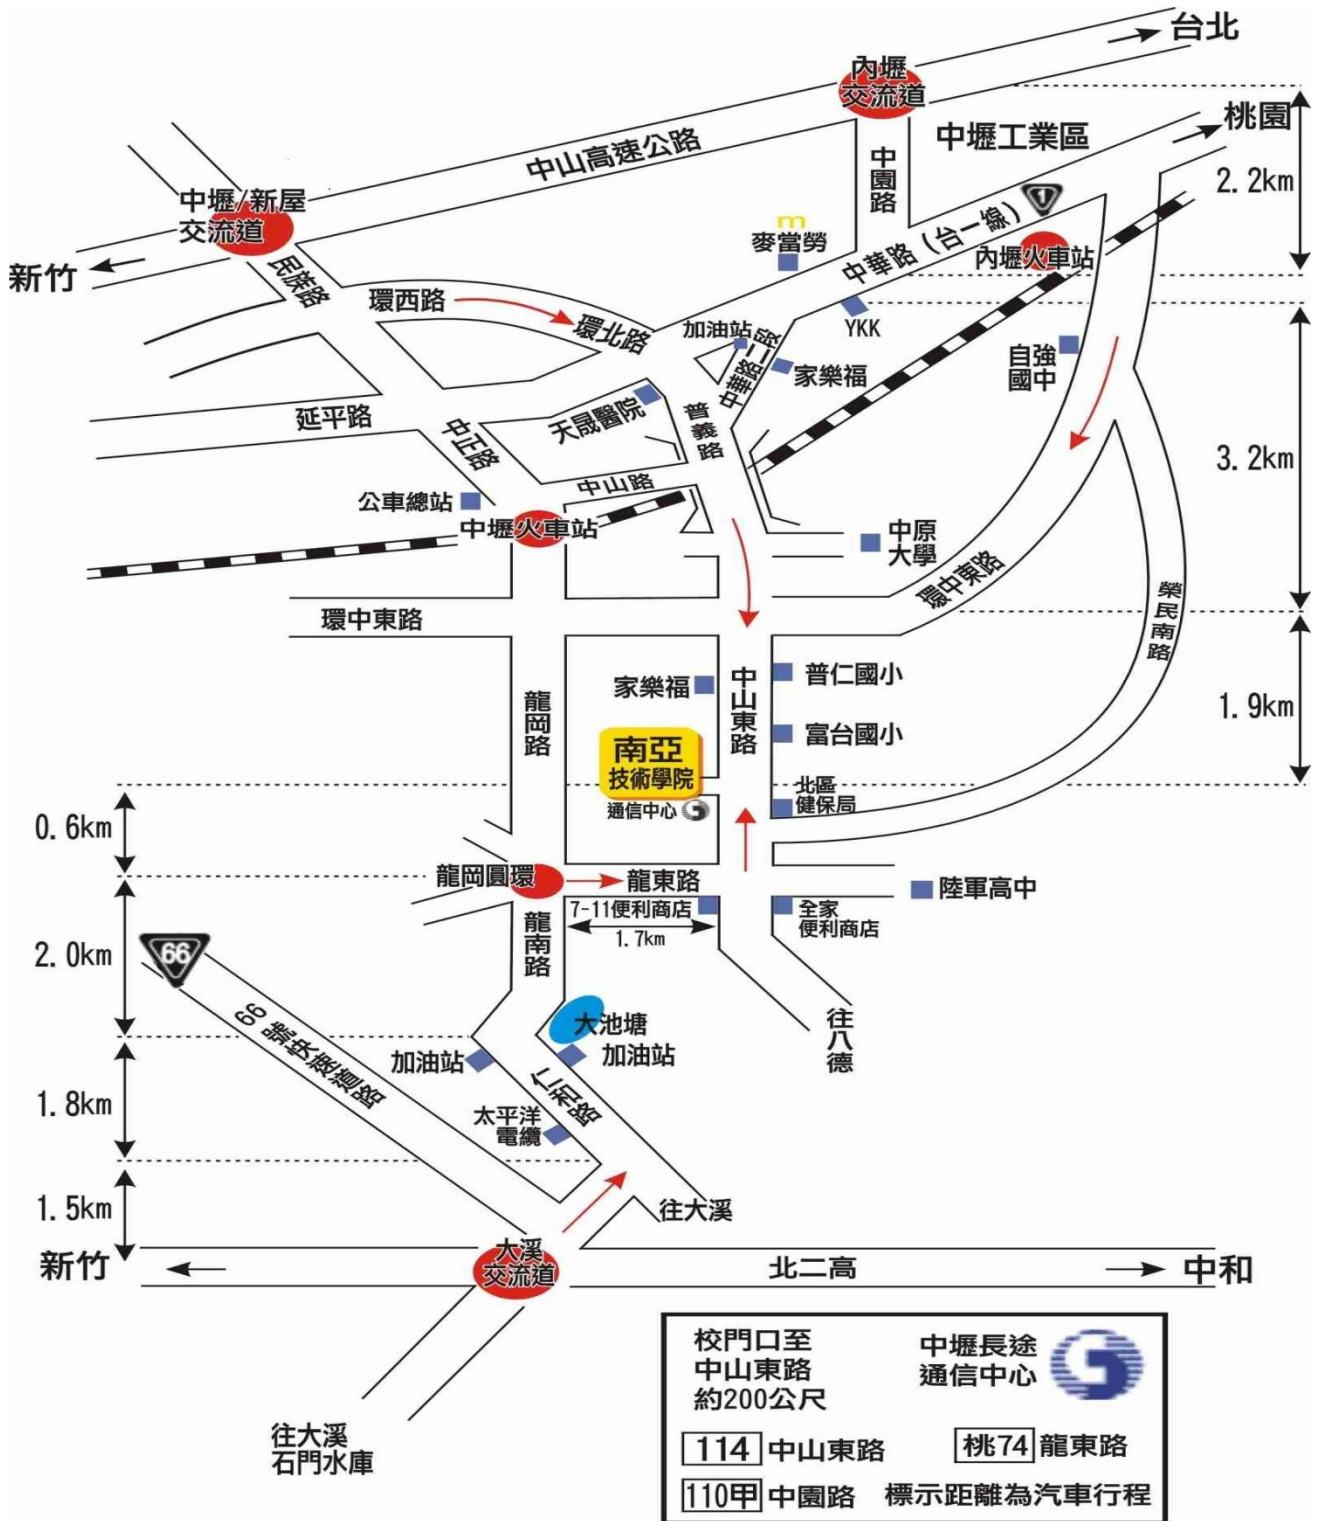 台北
內壢
交流道
桃園
中壢工業區
中山高速公路
中園路
2.2km
中壢/新屋
交流道
1
麥當勞
中華路(台一線)
內壢火車站
新竹
民族路
環西路
環北路
加油站
YKK
中華路二段
家樂福
自強
國中
延平路
天晟醫院
普義路
中正路
3.2km
公車總站
中山路
中壢火車站
中原
大學
環中東路
環中東路
榮民南路
家樂福
中山東路
普仁國小
龍岡路
1.9km
富台國小
南亞
技術學院
北區
健保局
通信中心
0.6km
龍岡圓環
龍東路
陸軍高中
7-11便利商店
全家
便利商店
1.7km
龍南路
2.0km
66
66號快速道路
大池塘
往八德
加油站
加油站
仁和路
1.8km
太平洋
電纜
往大溪
1.5km
新竹
大溪
交流道
北二高
中和
校門口至
中山東路
約200公尺
中壢長途
通信中心
114 中山東路
桃74 龍東路
110甲 中園路
標示距離為汽車行程
往大溪
石門水庫